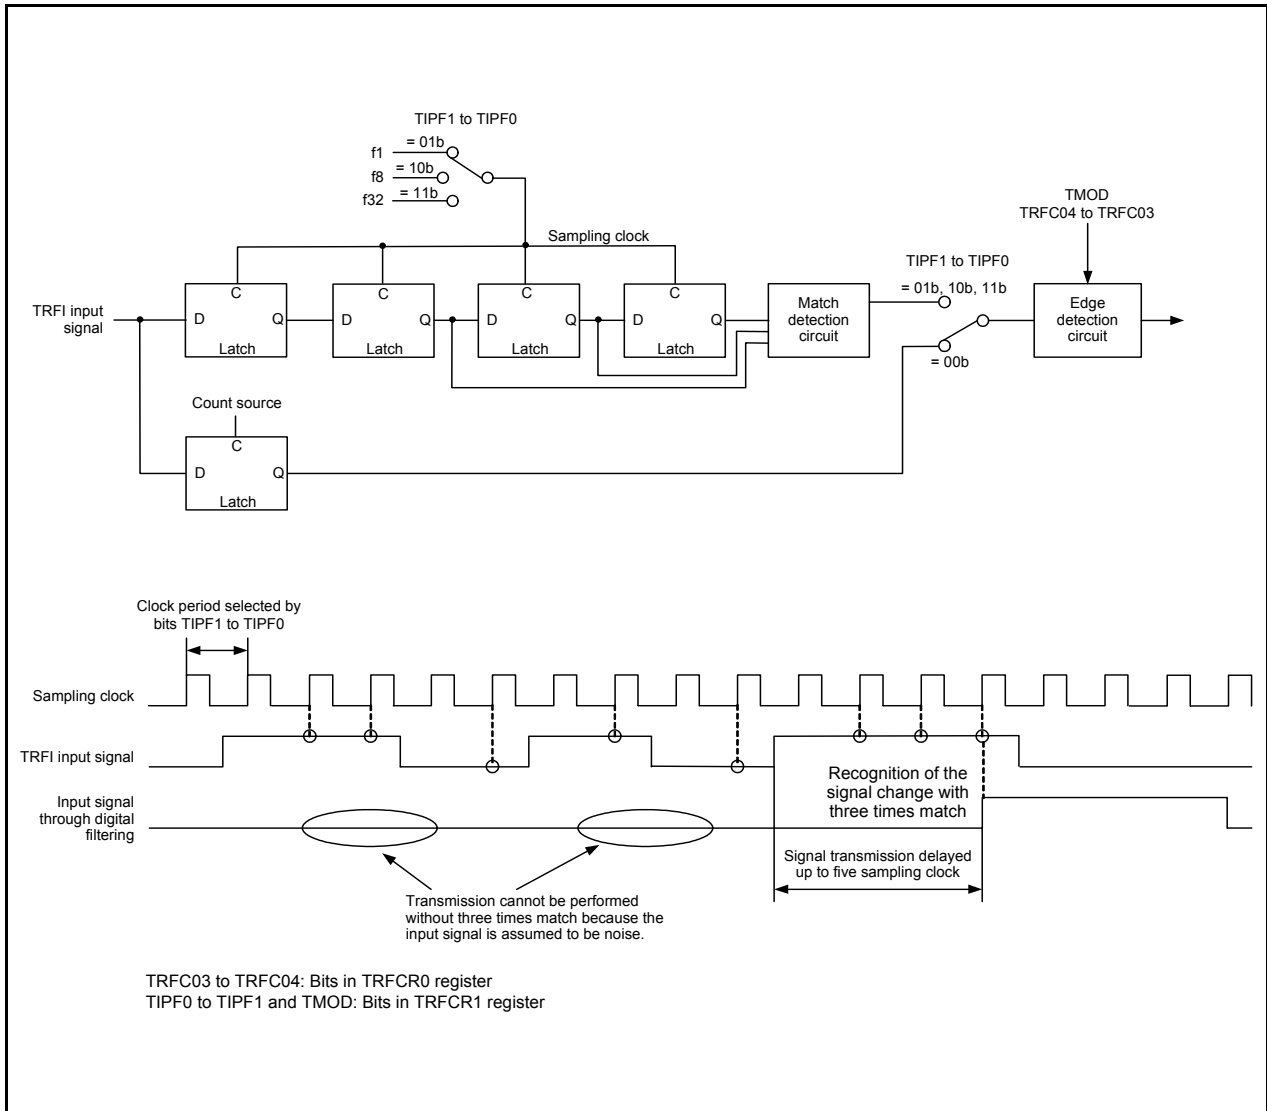 TIPF1 to TIPF0
f1 = 01b
f8 = 10b
f32 = 11b
Sampling clock
TMOD
TRFC04 to TRFC03
TIPF1 to TIPF0
= 01b, 10b, 11b
= 00b
TRFI input
signal
C
D Q
Latch
C
D Q
Latch
C
D Q
Latch
C
D Q
Latch
Match
detection
circuit
Edge
detection
circuit
Count source
C
D Q
Latch
Clock period selected by
bits TIPF1 to TIPF0
Sampling clock
TRFI input signal
Input signal
through digital
filtering
Recognition of the
signal change with
three times match
Signal transmission delayed
up to five sampling clock
Transmission cannot be performed
without three times match because the
input signal is assumed to be noise.
TRFC03 to TRFC04: Bits in TRFCR0 register
TIPF0 to TIPF1 and TMOD: Bits in TRFCR1 register